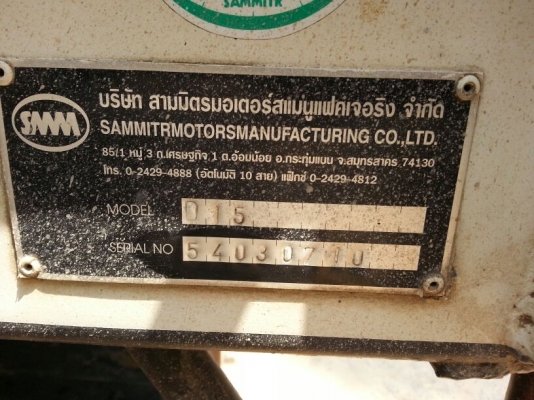 SAMMITR
SMM
บริษัท สามมิตรมอเตอร์สแมนูแฟคเจอริง จำกัด
SAMMITRMOTORSMANUFACTURING CO.,LTD.
85/1 หมู่ 3 ถ.เศรษฐกิจ 1 ต.อ้อมน้อย อ.กระทุ่มแบน จ.สมุทรสาคร 74130
โทร. 0-2429-4888 (อัตโนมัติ 10 สาย) แฟ็กซ์ 0-2429-4812
MODEL 015
SERIAL NO 54030710